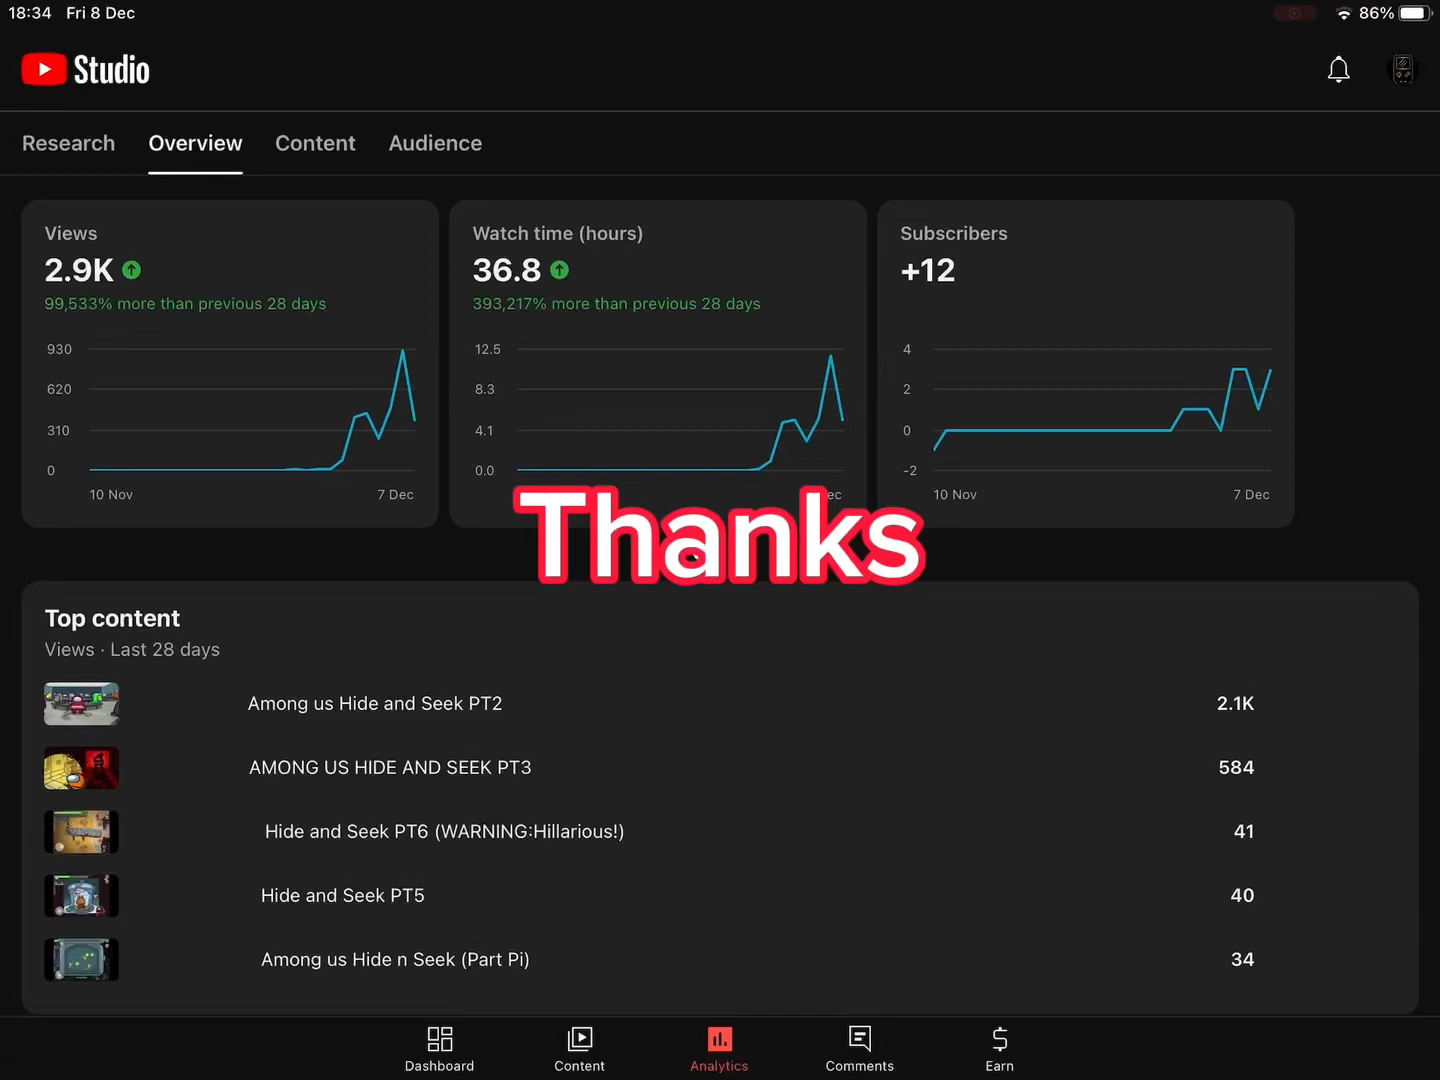 18:34 Fri 8 Dec
86%
Studio
Research Overview Content Audience
Views
2.9K
99,533% more than previous 28 days
930
620
310
0
10 Nov 7 Dec
Watch time (hours)
36.8
393,217% more than previous 28 days
12.5
8.3
4.1
0.0
ec
Subscribers
+12
4
2
0
-2
10 Nov 7 Dec
Thanks
Top content
Views · Last 28 days
Among us Hide and Seek PT2 2.1K
AMONG US HIDE AND SEEK PT3 584
Hide and Seek PT6 (WARNING:Hillarious!) 41
Hide and Seek PT5 40
Among us Hide n Seek (Part Pi) 34
Dashboard Content Analytics Comments Earn